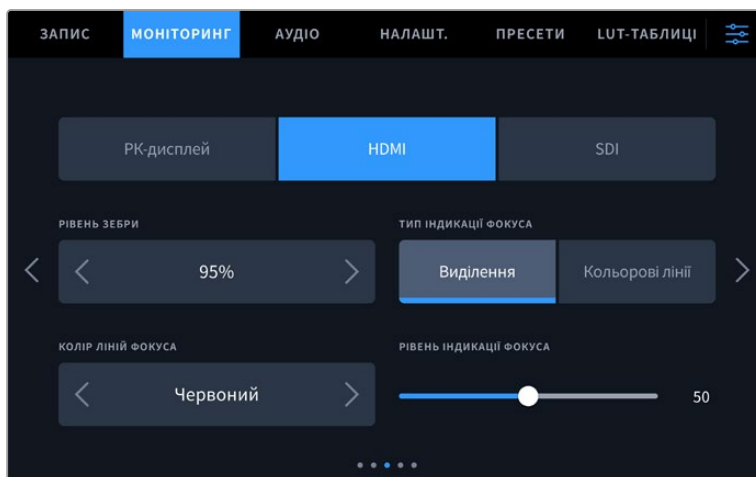 ЗАПИС МОНІТОРИНГ АУДІО НАЛАШТ. ПРЕСЕТИ LUT-ТАБЛИЦІ
РК-дисплей HDMI SDI
РІВЕНЬ ЗЕБРИ ТИП ІНДИКАЦІЇ ФОКУСА
95% Виділення Кольорові лінії
КОЛІР ЛІНІЙ ФОКУСА РІВЕНЬ ІНДИКАЦІЇ ФОКУСА
Червоний 50